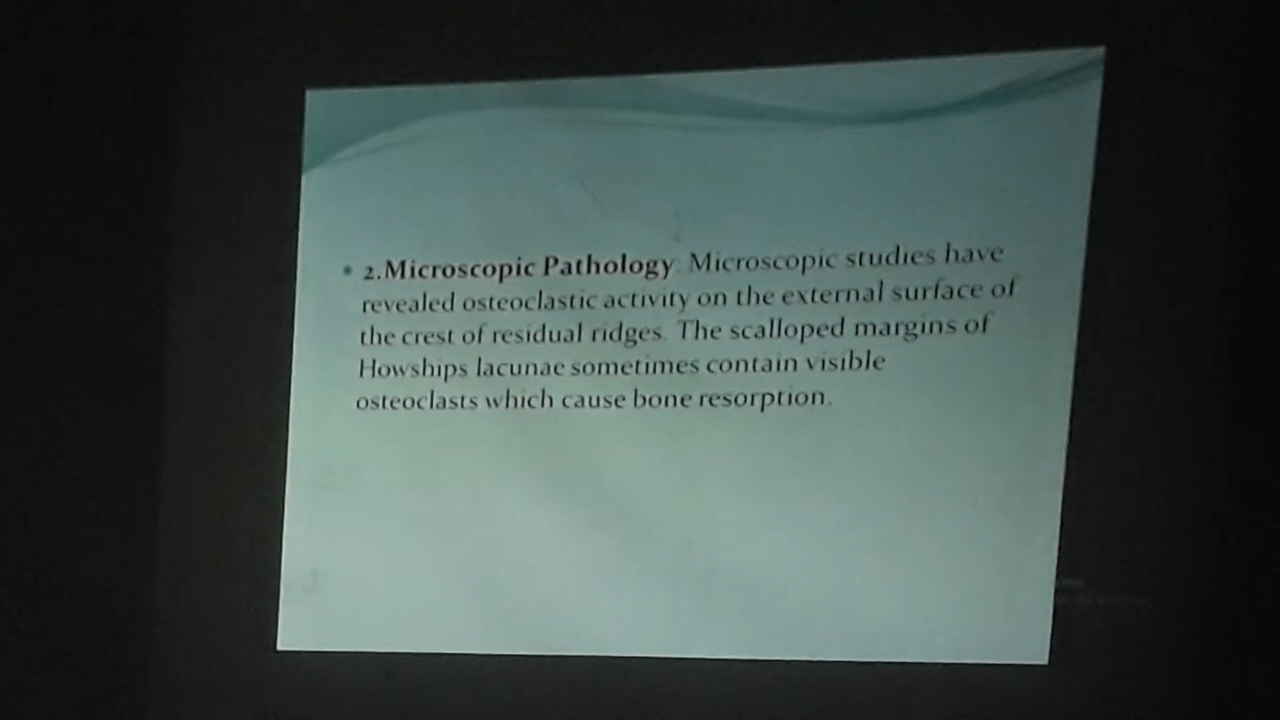 • 2.Microscopic Pathology: Microscopic studies have
revealed osteoclastic activity on the external surface of
the crest of residual ridges. The scalloped margins of
Howships lacunae sometimes contain visible
osteoclasts which cause bone resorption.